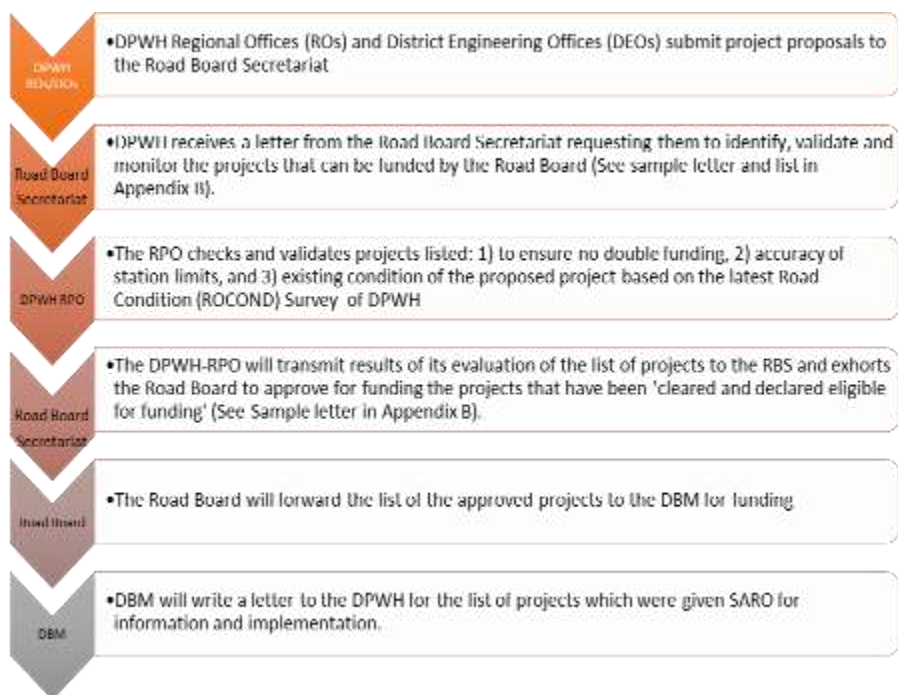 DPWH
ROs/DOs
•DPWH Regional Offices (ROs) and District Engineering Offices (DEOs) submit project proposals to
the Road Board Secretariat
Road Board
Secretariat
•DPWH receives a letter from the Road Board Secretariat requesting them to identify, validate and
monitor the projects that can be funded by the Road Board (See sample letter and list in
Appendix B).
DPWH RPO
•The RPO checks and validates projects listed: 1) to ensure no double funding, 2) accuracy of
station limits, and 3) existing condition of the proposed project based on the latest Road
Condition (ROCOND) Survey of DPWH
Road Board
Secretariat
•The DPWH-RPO will transmit results of its evaluation of the list of projects to the RBS and exhorts
the Road Board to approve for funding the projects that have been 'cleared and declared eligible
for funding' (See Sample letter in Appendix B).
Road Board
•The Road Board will forward the list of the approved projects to the DBM for funding
DBM
•DBM will write a letter to the DPWH for the list of projects which were given SARO for
information and implementation.